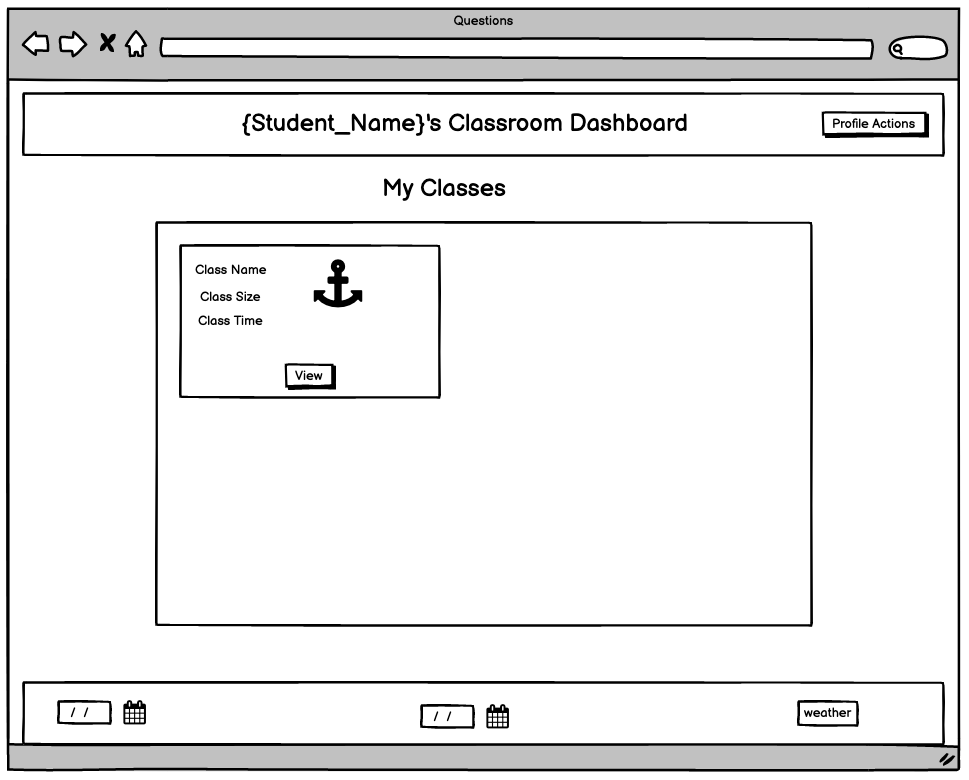 Questions
{Student_Name}'s Classroom Dashboard
Profile Actions
My Classes
Class Name
Class Size
Class Time
View
/ /
/ /
weather